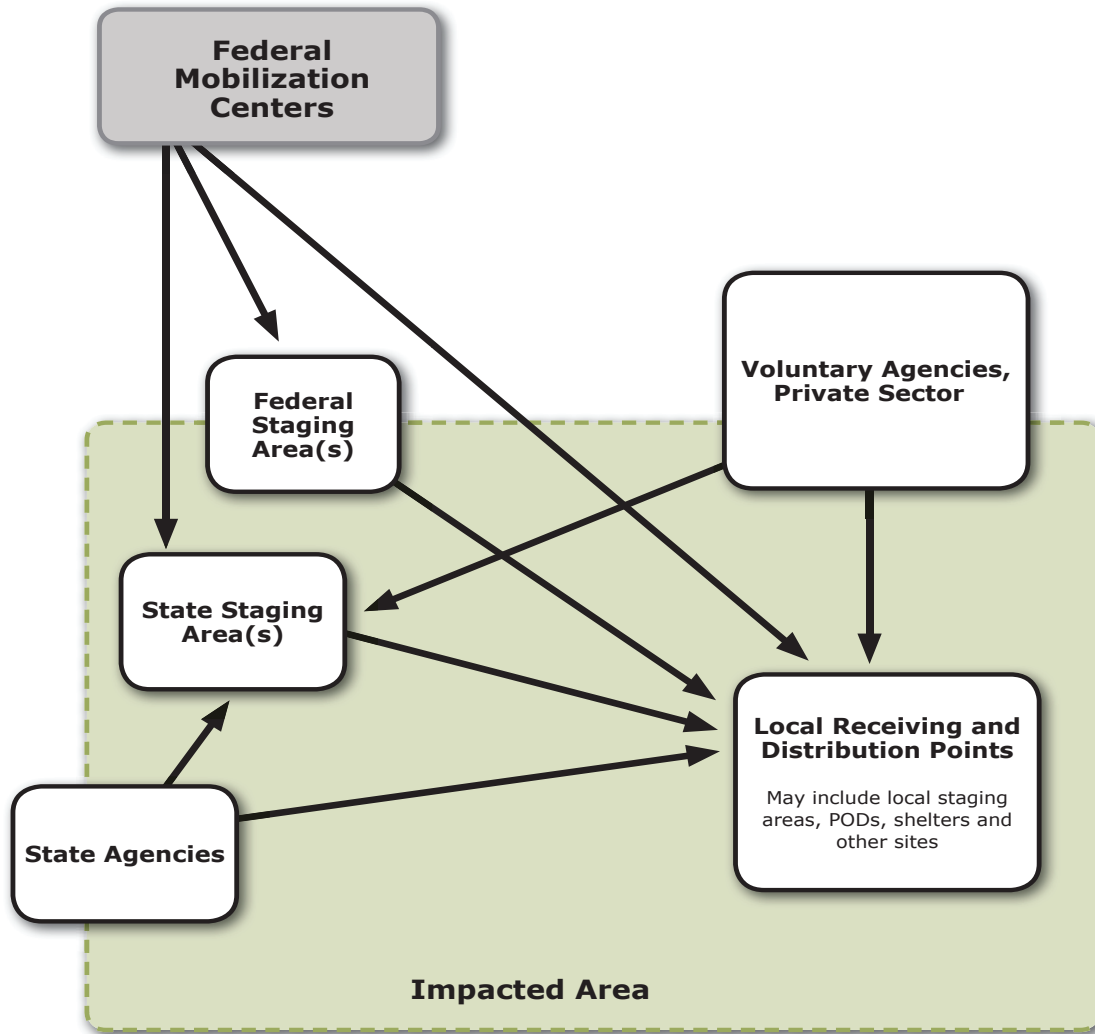 Federal
Mobilization
Centers
Voluntary Agencies,
Private Sector
Federal
Staging
Area(s)
State Staging
Area(s)
Local Receiving and
Distribution Points
May include local staging
areas, PODs, shelters and
other sites
State Agencies
Impacted Area